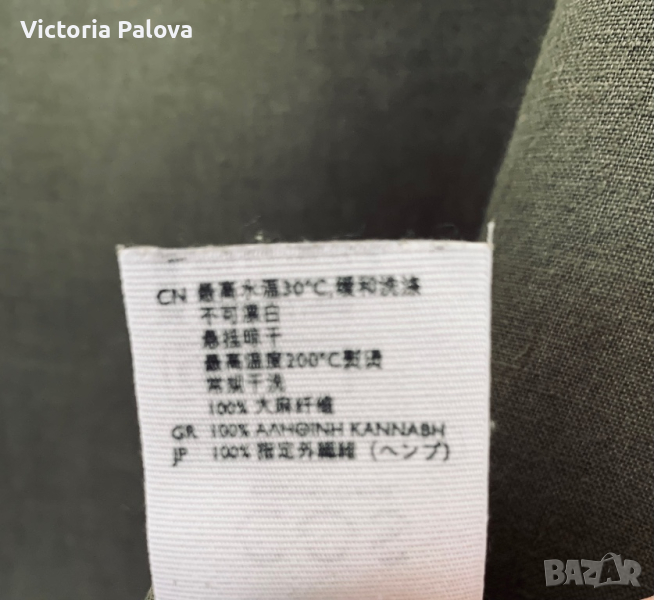 Victoria Palova
CN 最高水温30°C,缓和洗涤
不可漂白
悬挂晾干
最高温度200°C熨烫
常规干洗
100% 大麻纤维
GR 100% ΑΛΗΘΙΝΗ ΚΑΝΝΑΒΗ
JP 100% 指定外繊維 (ヘンプ)
BAZAR